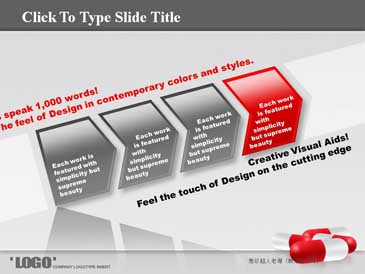 Click To Type Slide Title
speak 1,000 words!
he feel of Design in contemporary colors and styles.
Each work is
featured with
simplicity but
supreme
beauty
Each work
is featured
with
simplicity
but supreme
beauty
Each work
is featured
with
simplicity
but supreme
beauty
Each work
is featured
with
simplicity
but supreme
beauty
Creative Visual Aids!
Feel the touch of Design on the cutting edge
"LOGO"
COMPANY LOGOTYPE INSERT